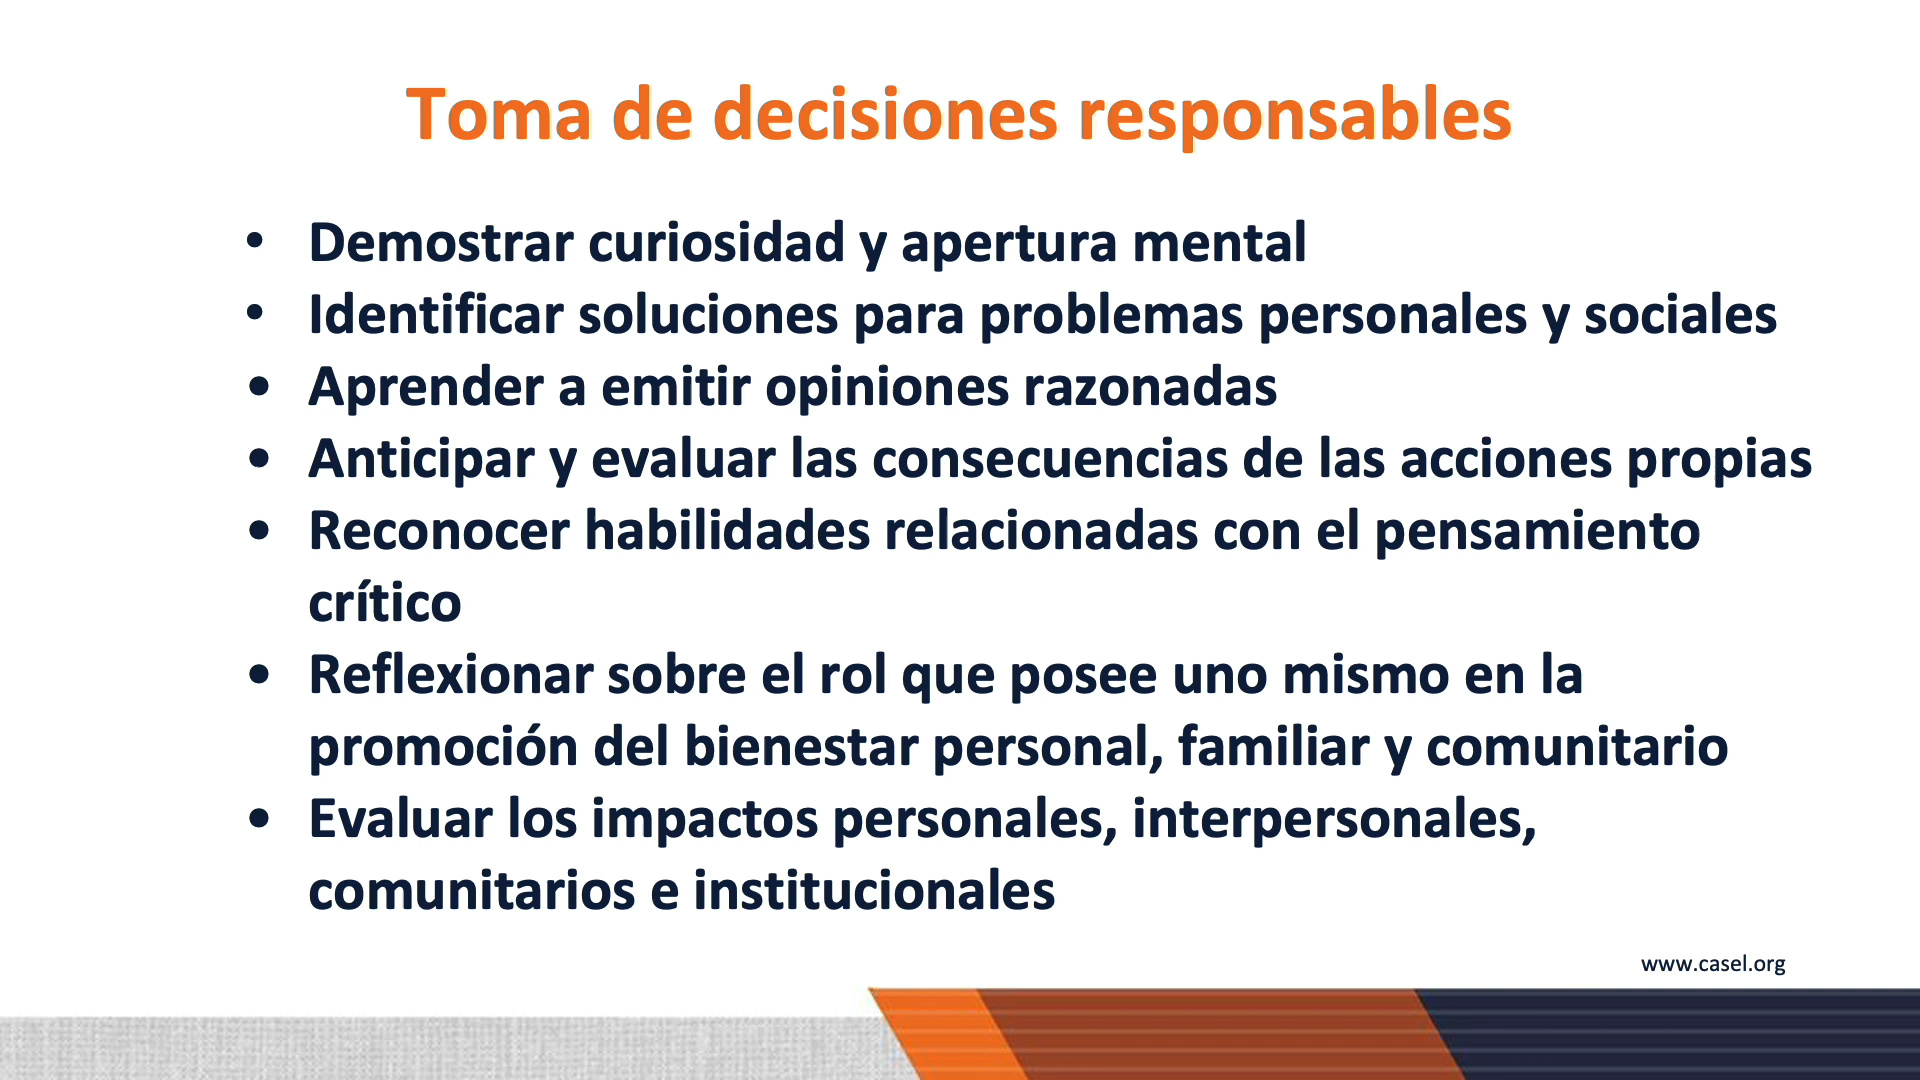 Toma de decisiones responsables
• Demostrar curiosidad y apertura mental
• Identificar soluciones para problemas personales y sociales
• Aprender a emitir opiniones razonadas
• Anticipar y evaluar las consecuencias de las acciones propias
• Reconocer habilidades relacionadas con el pensamiento
crítico
• Reflexionar sobre el rol que posee uno mismo en la
promoción del bienestar personal, familiar y comunitario
• Evaluar los impactos personales, interpersonales,
comunitarios e institucionales
www.casel.org